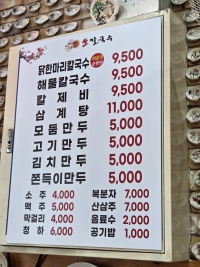 칼국수
닭한마리칼국수 9,500
해물칼국수 9,500
칼제비 9,500
삼계탕 11,000
모둠만두 5,000
고기만두 5,000
김치만두 5,000
쫀득이만두 5,000
소주 4,000 복분자 7,000
맥주 5,000 산삼주 7,000
막걸리 4,000 음료수 2,000
청하 6,000 공기밥 1,000